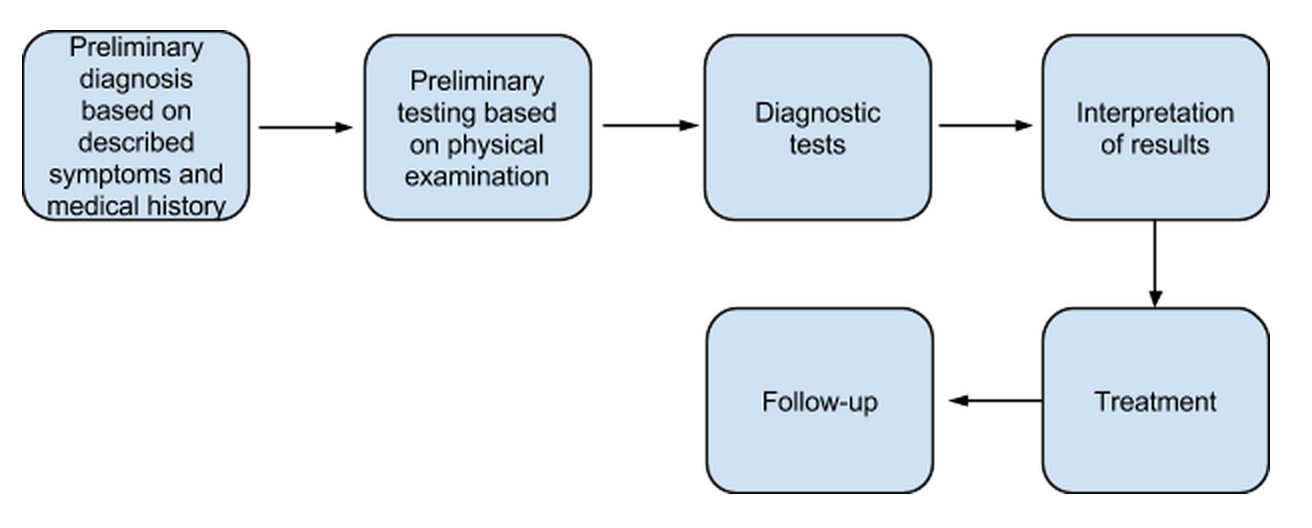 Preliminary
diagnosis
based on
described
symptoms and
medical history
Preliminary
testing based
on physical
examination
Diagnostic
tests
Interpretation
of results
Treatment
Follow-up